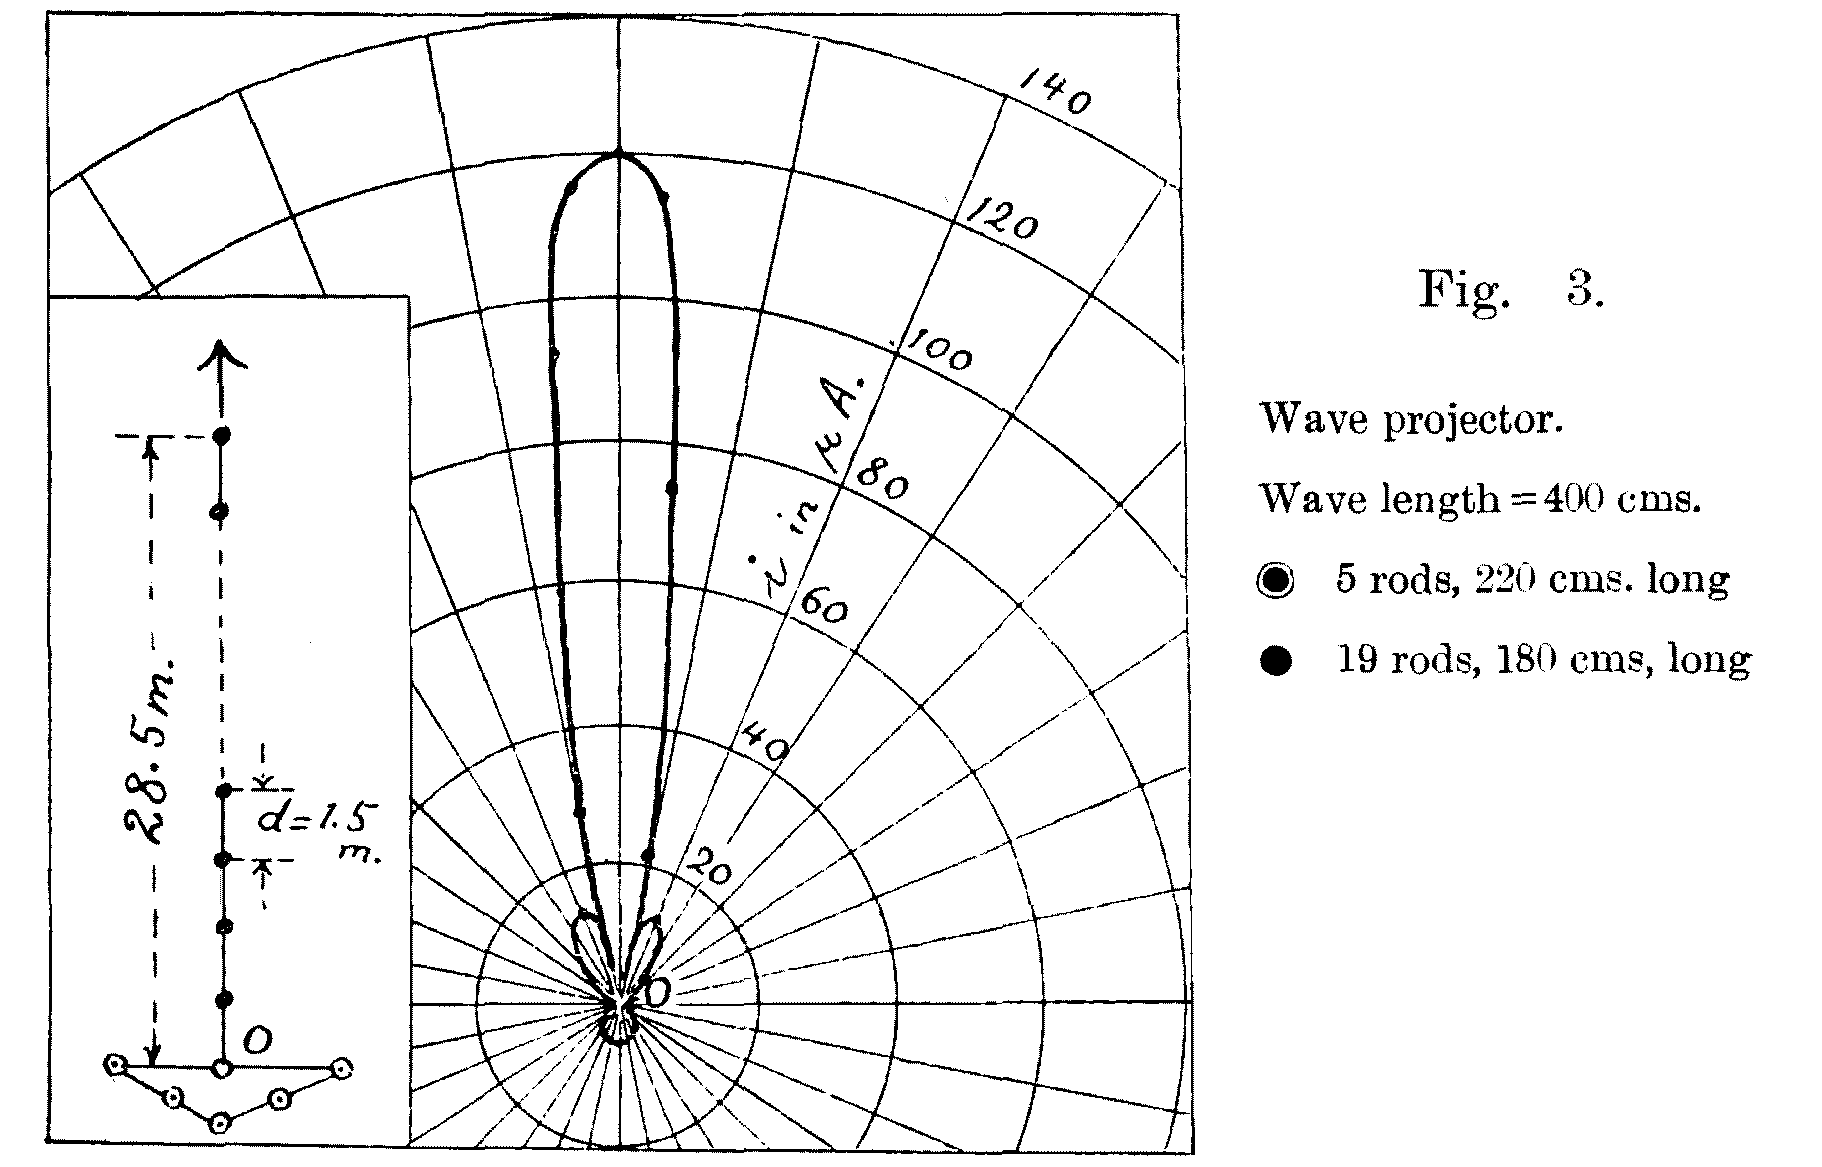 140
120
100
80
60
40
20
i in μA.
O
28.5 m.
d=1.5
m.
O
Fig. 3.
Wave projector.
Wave length = 400 cms.
5 rods, 220 cms. long
19 rods, 180 cms, long